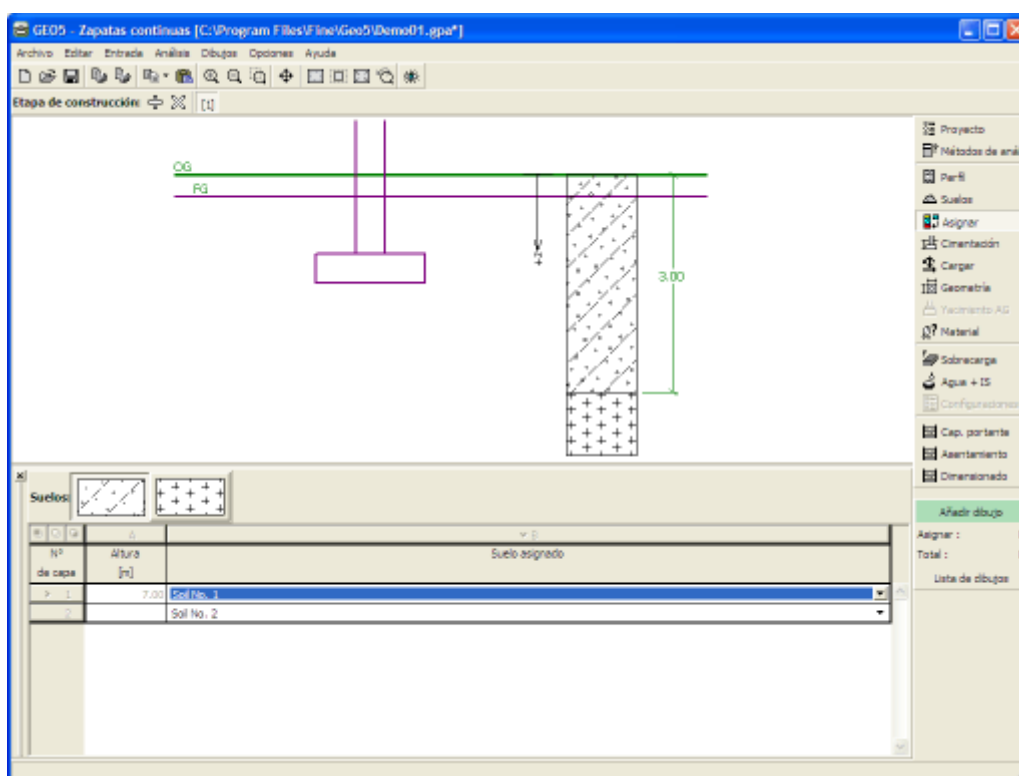 GEO5 - Zapatas continuas [C:\Program Files\Fine\Geo5\Demo01.gpa*]
Archivo Editar Entrada Análisis Dibujos Opciones Ayuda
Etapa de construcción: [1]
OG
FG
+z
3.00
Proyecto
Métodos de aná
Perfil
Suelos
Asignar
Cimentación
Cargar
Geometría
Yacimiento AG
Material
Sobrecarga
Agua + IS
Configuraciones
Cap. portante
Asentamiento
Dimensionado
Añadir dibujo
Asignar :
Total :
Lista de dibujos
Suelos:
A B
Nº Altura Suelo asignado
de capa [m]
> 1 7.00 Soil No. 1
2 Soil No. 2